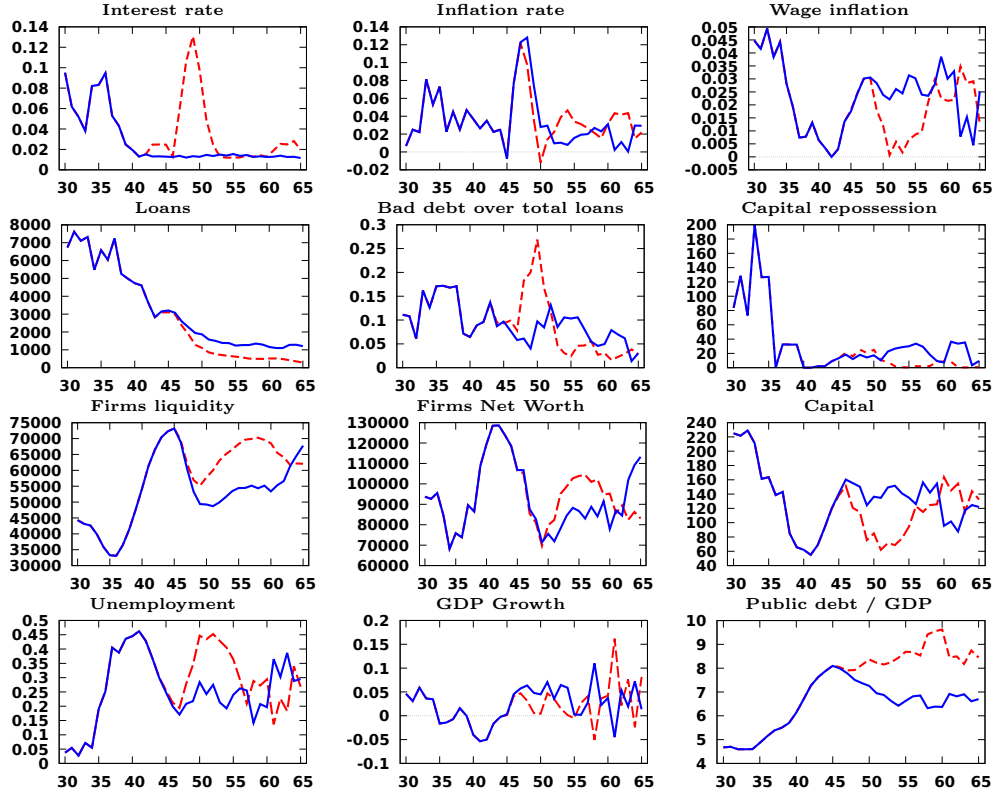 Interest rate Inflation rate Wage inflation
0.14 0.14 0.05
0.12 0.12 0.045
0.1 0.1 0.04
0.08 0.08 0.035
0.06 0.06 0.03
0.04 0.04 0.025
0.02 0.02 0.02
0 0 0.015
-0.02 0.01
0.005
0
-0.005
30 35 40 45 50 55 60 65 30 35 40 45 50 55 60 65 30 35 40 45 50 55 60 65
Loans Bad debt over total loans Capital repossession
8000 0.3 200
7000 0.25 180
6000 0.2 160
5000 0.15 140
4000 0.1 120
3000 0.05 100
2000 0 80
1000 60
0 40
20
0
30 35 40 45 50 55 60 65 30 35 40 45 50 55 60 65 30 35 40 45 50 55 60 65
Firms liquidity Firms Net Worth Capital
75000 130000 240
70000 120000 220
65000 110000 200
60000 100000 180
55000 90000 160
50000 80000 140
45000 70000 120
40000 60000 100
35000 80
30000 60
40
30 35 40 45 50 55 60 65 30 35 40 45 50 55 60 65 30 35 40 45 50 55 60 65
Unemployment GDP Growth Public debt / GDP
0.5 0.2 10
0.45 0.15 9
0.4 0.1 8
0.35 0.05 7
0.3 0 6
0.25 -0.05 5
0.2 -0.1 4
0.15
0.1
0.05
0
30 35 40 45 50 55 60 65 30 35 40 45 50 55 60 65 30 35 40 45 50 55 60 65